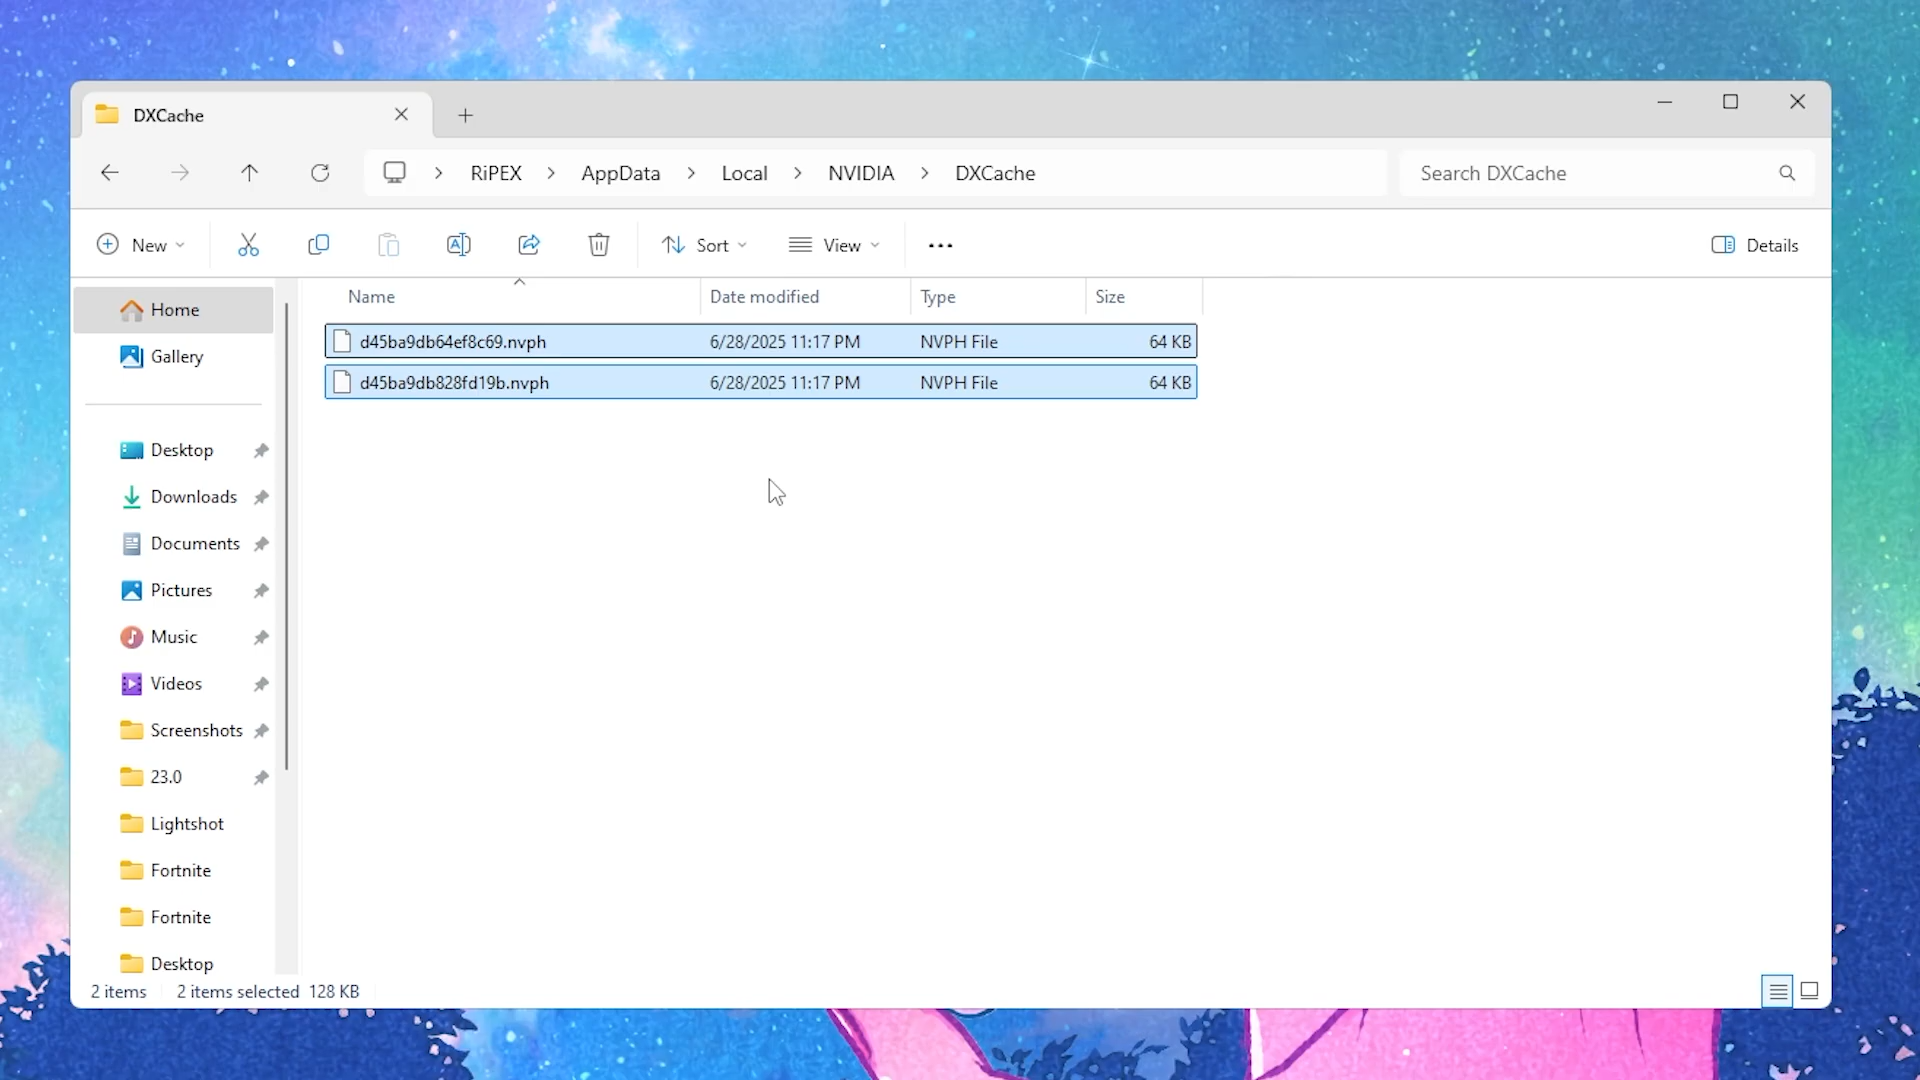 DXCache
RiPEX AppData Local NVIDIA DXCache
Search DXCache
New
Sort
View
Details
Name Date modified Type Size
d45ba9db64ef8c69.nvph 6/28/2025 11:17 PM NVPH File 64 KB
d45ba9db828fd19b.nvph 6/28/2025 11:17 PM NVPH File 64 KB
Home
Gallery
Desktop
Downloads
Documents
Pictures
Music
Videos
Screenshots
23.0
Lightshot
Fortnite
Fortnite
Desktop
2 items 2 items selected 128 KB